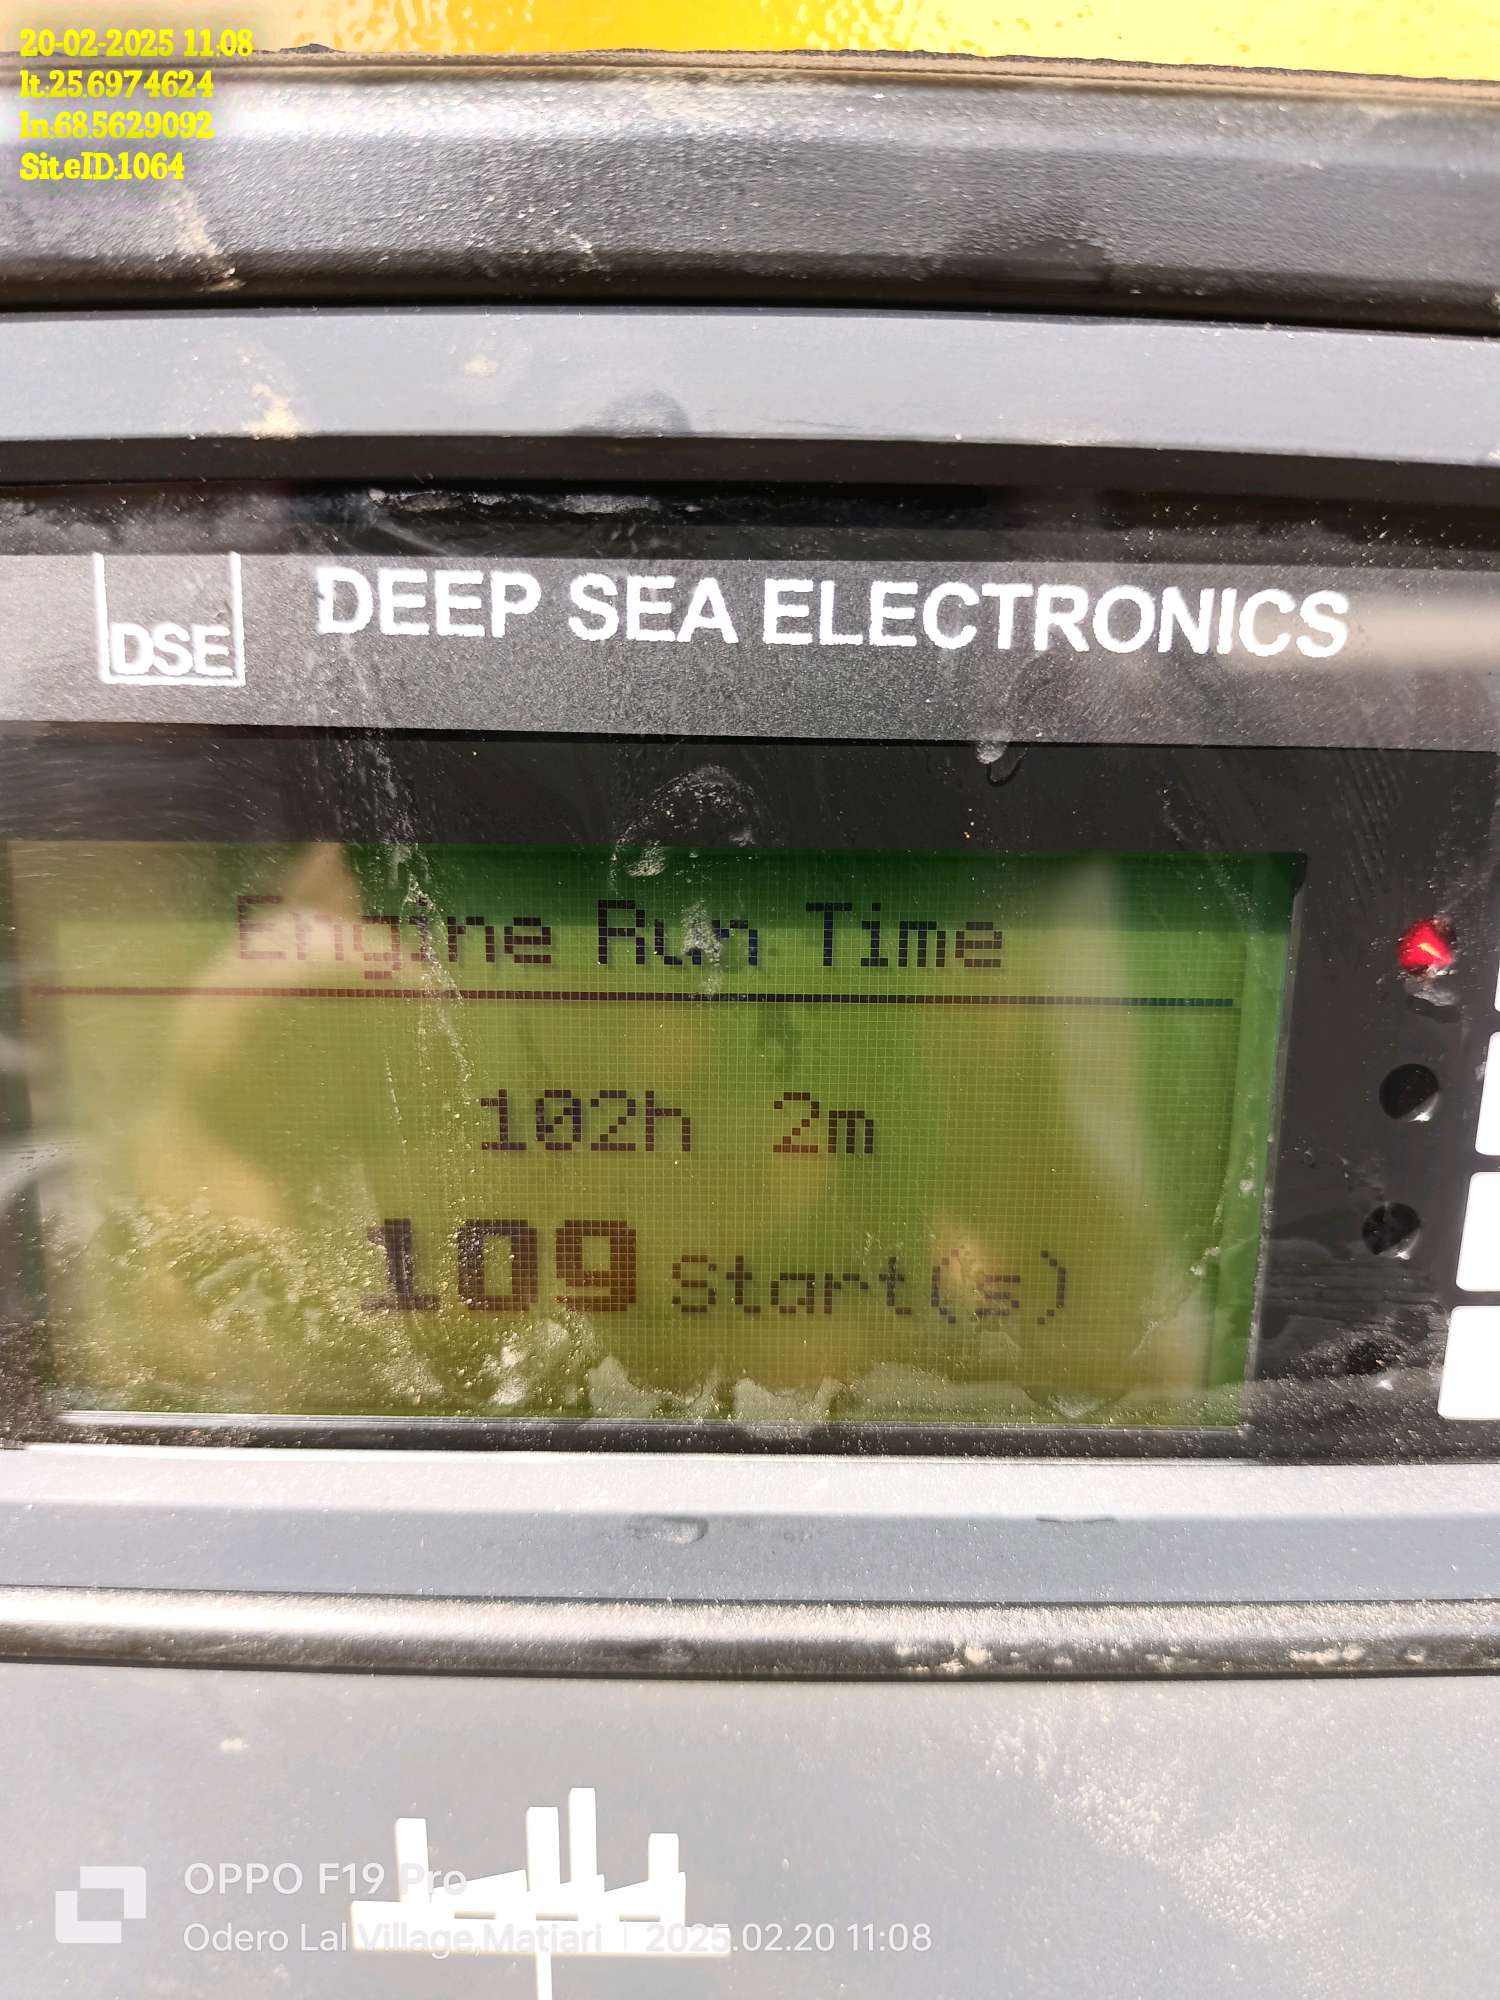 20-02-2025 11:08
lt:25.6974624
ln:68.5629092
SiteID:1064
DSE DEEP SEA ELECTRONICS
Engine Run Time
102h 2m
109 Start(s)
OPPO F19 Pro
Odero Lal Village,Matiari | 2025.02.20 11:08